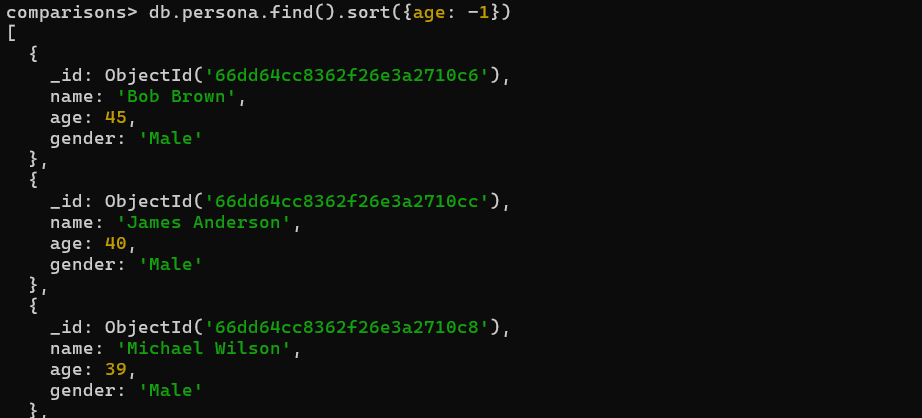 comparisons> db.persona.find().sort({age: -1})
[
  {
    _id: ObjectId('66dd64cc8362f26e3a2710c6'),
    name: 'Bob Brown',
    age: 45,
    gender: 'Male'
  },
  {
    _id: ObjectId('66dd64cc8362f26e3a2710cc'),
    name: 'James Anderson',
    age: 40,
    gender: 'Male'
  },
  {
    _id: ObjectId('66dd64cc8362f26e3a2710c8'),
    name: 'Michael Wilson',
    age: 39,
    gender: 'Male'
  },